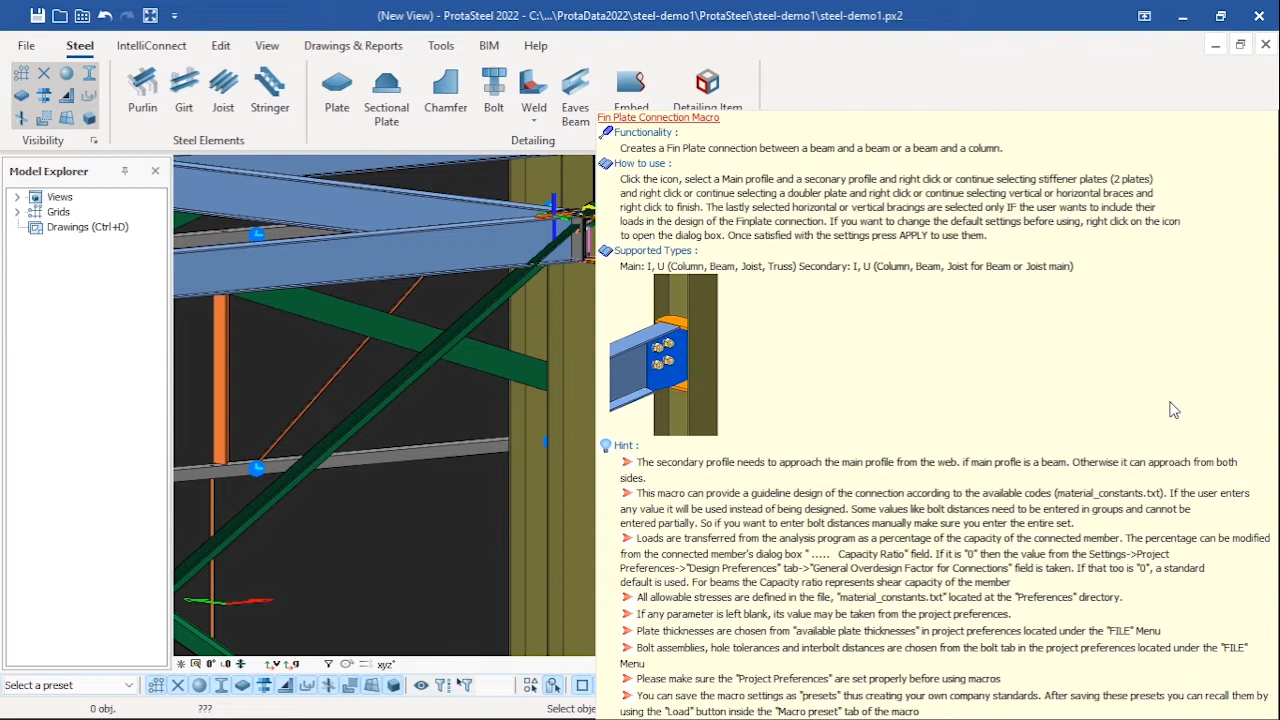 (New View) - ProtaSteel 2022 - C:\...\ProtaData2022\steel-demo1\ProtaSteel\steel-demo1\steel-demo1.px2
File Steel IntelliConnect Edit View Drawings & Reports Tools BIM Help
Purlin Girt Joist Stringer Plate Sectional Plate Chamfer Bolt Weld Eaves Beam Embed Detailing Item
Visibility Steel Elements Detailing
Model Explorer
Views
Grids
Drawings (Ctrl+D)
Fin Plate Connection Macro
Functionality :
Creates a Fin Plate connection between a beam and a beam or a beam and a column.
How to use :
Click the icon, select a Main profile and a seconary profile and right click or continue selecting stiffener plates (2 plates)
and right click or continue selecting a doubler plate and right click or continue selecting vertical or horizontal braces and
right click to finish. The lastly selected horizontal or vertical bracings are selected only IF the user wants to include their
loads in the design of the Finplate connection. If you want to change the default settings before using, right click on the icon
to open the dialog box. Once satisfied with the settings press APPLY to use them.
Supported Types :
Main: I, U (Column, Beam, Joist, Truss) Secondary: I, U (Column, Beam, Joist for Beam or Joist main)
Hint :
The secondary profile needs to approach the main profile from the web. if main profle is a beam. Otherwise it can approach from both
sides.
This macro can provide a guideline design of the connection according to the available codes (material_constants.txt). If the user enters
any value it will be used instead of being designed. Some values like bolt distances need to be entered in groups and cannot be
entered partially. So if you want to enter bolt distances manually make sure you enter the entire set.
Loads are transferred from the analysis program as a percentage of the capacity of the connected member. The percentage can be modified
from the connected member's dialog box " ..... Capacity Ratio" field. If it is "0" then the value from the Settings->Project
Preferences->"Design Preferences" tab->"General Overdesign Factor for Connections" field is taken. If that too is "0", a standard
default is used. For beams the Capacity ratio represents shear capacity of the member
All allowable stresses are defined in the file, "material_constants.txt" located at the "Preferences" directory.
If any parameter is left blank, its value may be taken from the project preferences.
Plate thicknesses are chosen from "available plate thicknesses" in project preferences located under the "FILE" Menu
Bolt assemblies, hole tolerances and interbolt distances are chosen from the bolt tab in the project preferences located under the "FILE"
Menu
Please make sure the "Project Preferences" are set properly before using macros
You can save the macro settings as "presets" thus creating your own company standards. After saving these presets you can recall them by
using the "Load" button inside the "Macro preset" tab of the macro
xyz
Select a preset
0 obj. ??? Select obje